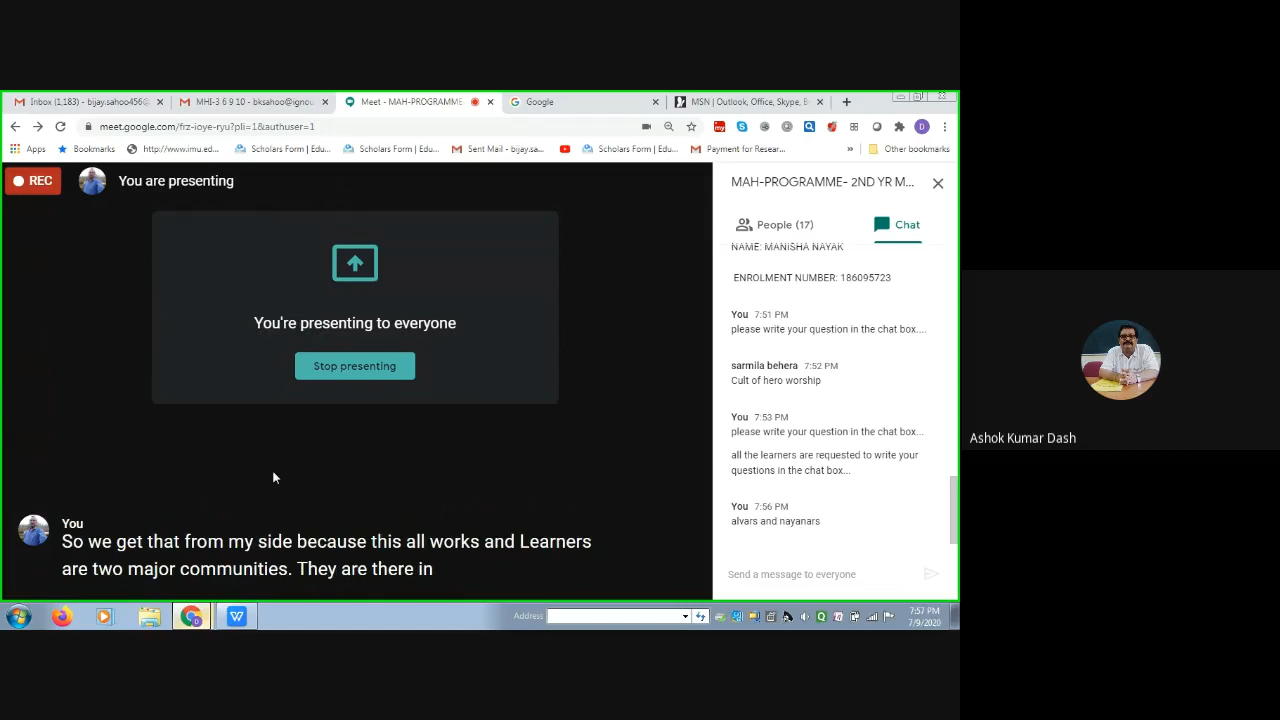 Inbox (1,183) - bijay.sahoo456@
MHI-3 6 9 10 - bksahoo@ignou
Meet - MAH-PROGRAMME
Google
MSN | Outlook, Office, Skype, B
meet.google.com/frz-ioye-ryu?pli=1&authuser=1
Apps
Bookmarks
http://www.imu.ed...
Scholars Form | Edu...
Scholars Form | Edu...
Sent Mail - bijay.sa...
Scholars Form | Edu...
Payment for Resear...
»
Other bookmarks
REC
You are presenting
You're presenting to everyone
Stop presenting
You
So we get that from my side because this all works and Learners
are two major communities. They are there in
MAH-PROGRAMME- 2ND YR M...
People (17)
Chat
NAME: MANISHA NAYAK
ENROLMENT NUMBER: 186095723
You 7:51 PM
please write your question in the chat box....
sarmila behera 7:52 PM
Cult of hero worship
You 7:53 PM
please write your question in the chat box...
all the learners are requested to write your
questions in the chat box...
You 7:56 PM
alvars and nayanars
Send a message to everyone
Ashok Kumar Dash
Address
7:57 PM
7/9/2020